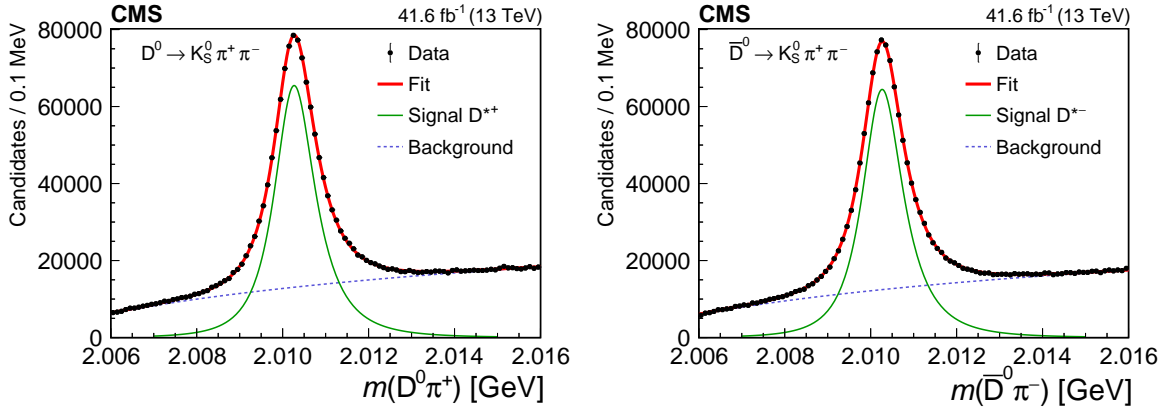 CMS 41.6 fb⁻¹ (13 TeV)
Candidates / 0.1 MeV
80000
60000
40000
20000
0
D⁰ → K_S⁰ π⁺ π⁻
Data
Fit
Signal D*⁺
Background
2.006 2.008 2.010 2.012 2.014 2.016
m(D⁰π⁺) [GeV]
CMS 41.6 fb⁻¹ (13 TeV)
Candidates / 0.1 MeV
80000
60000
40000
20000
0
D̅⁰ → K_S⁰ π⁺ π⁻
Data
Fit
Signal D*⁻
Background
2.006 2.008 2.010 2.012 2.014 2.016
m(D̅⁰π⁻) [GeV]